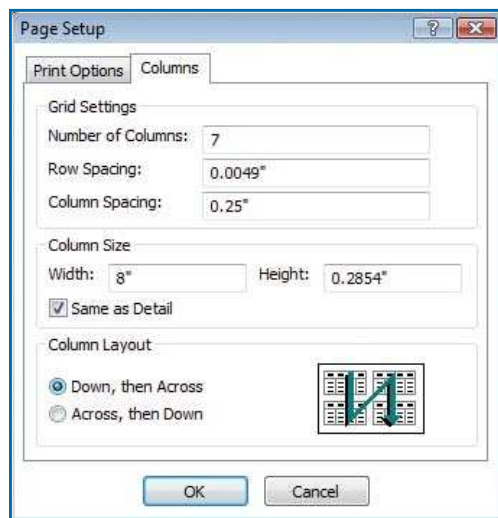 Page Setup
Print Options Columns
Grid Settings
Number of Columns: 7
Row Spacing: 0.0049"
Column Spacing: 0.25"
Column Size
Width: 8" Height: 0.2854"
Same as Detail
Column Layout
Down, then Across
Across, then Down
OK Cancel